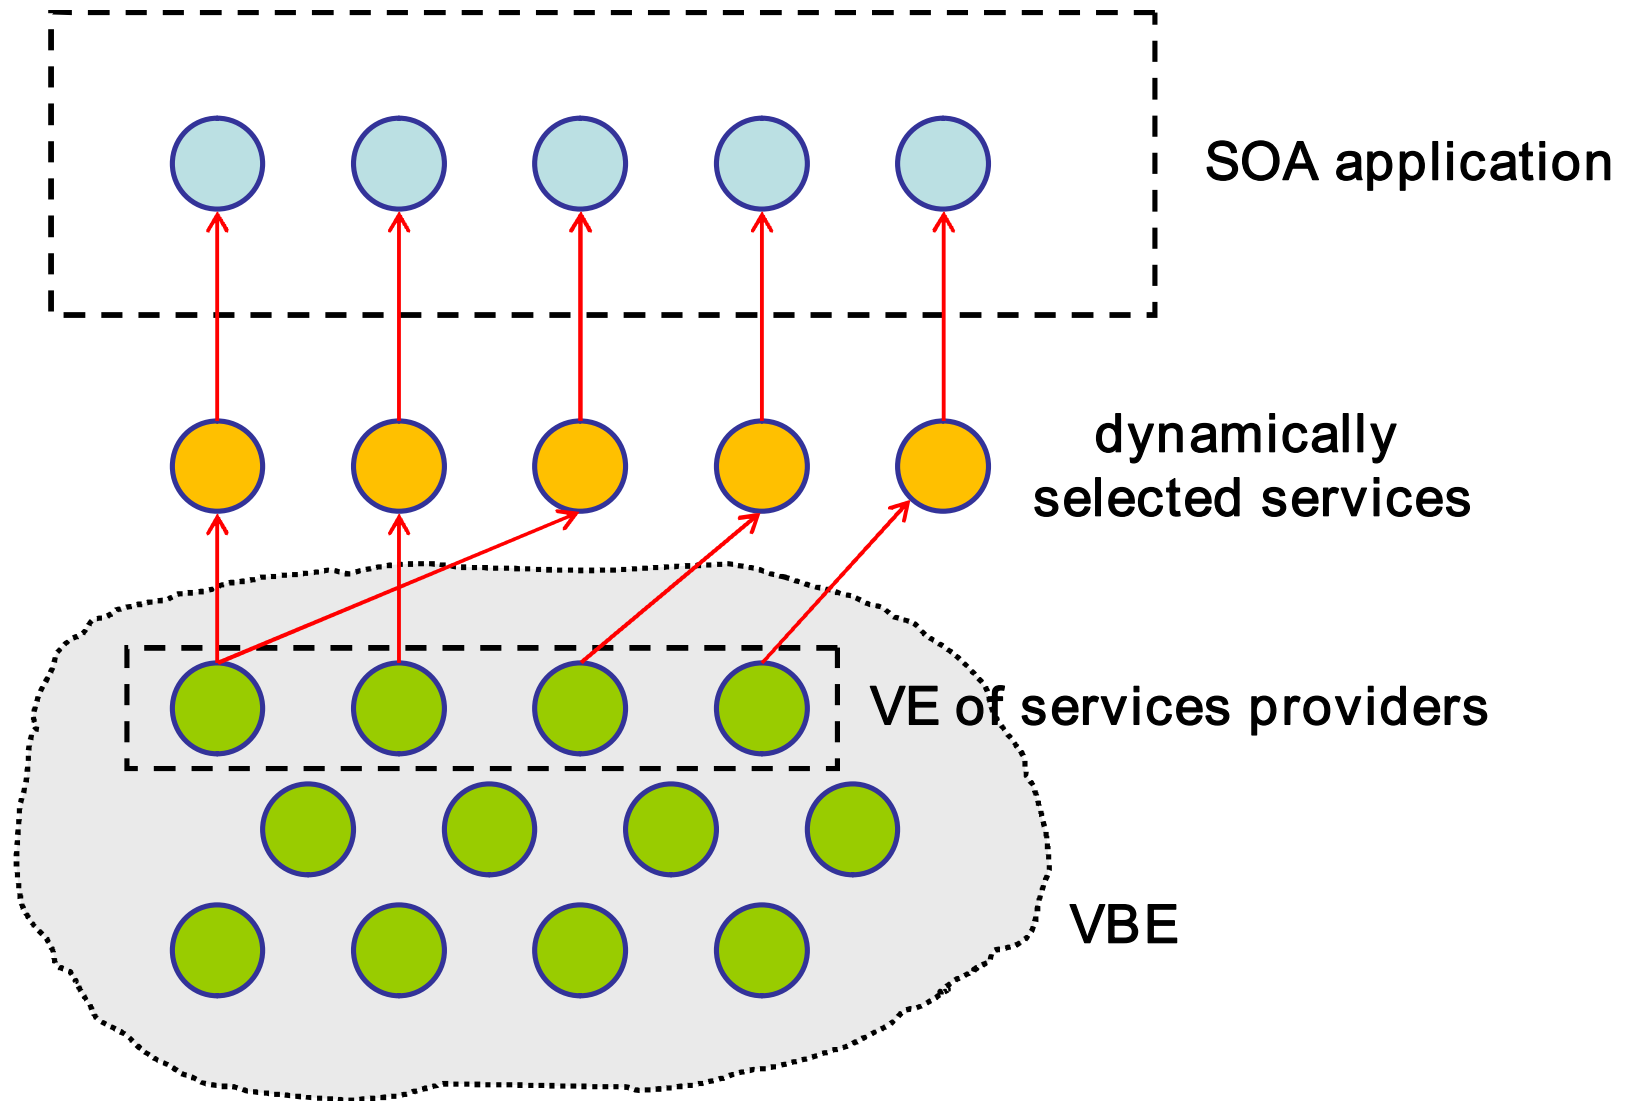 SOA application
dynamically
selected services
VE of services providers
VBE